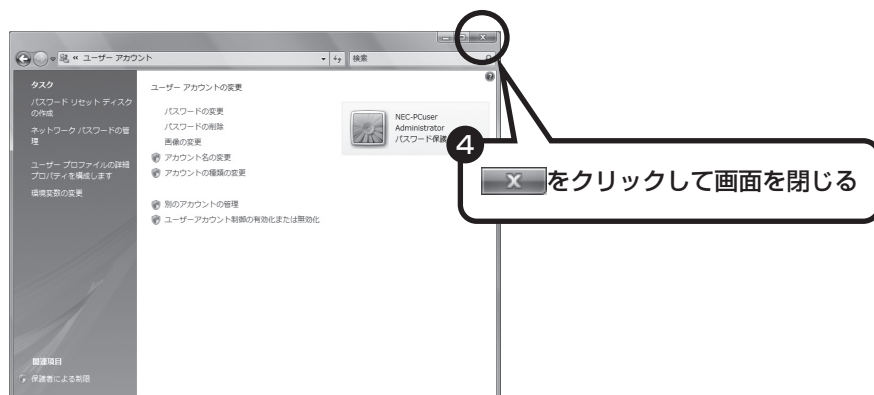 « ユーザー アカウント
検索
タスク
パスワード リセット ディスク
の作成
ネットワーク パスワードの管
理
ユーザー プロファイルの詳細
プロパティを構成します
環境変数の変更
関連項目
保護者による制限
ユーザー アカウントの変更
パスワードの変更
パスワードの削除
画像の変更
アカウント名の変更
アカウントの種類の変更
別のアカウントの管理
ユーザーアカウント制御の有効化または無効化
NEC-PCuser
Administrator
パスワード保護
4
X をクリックして画面を閉じる